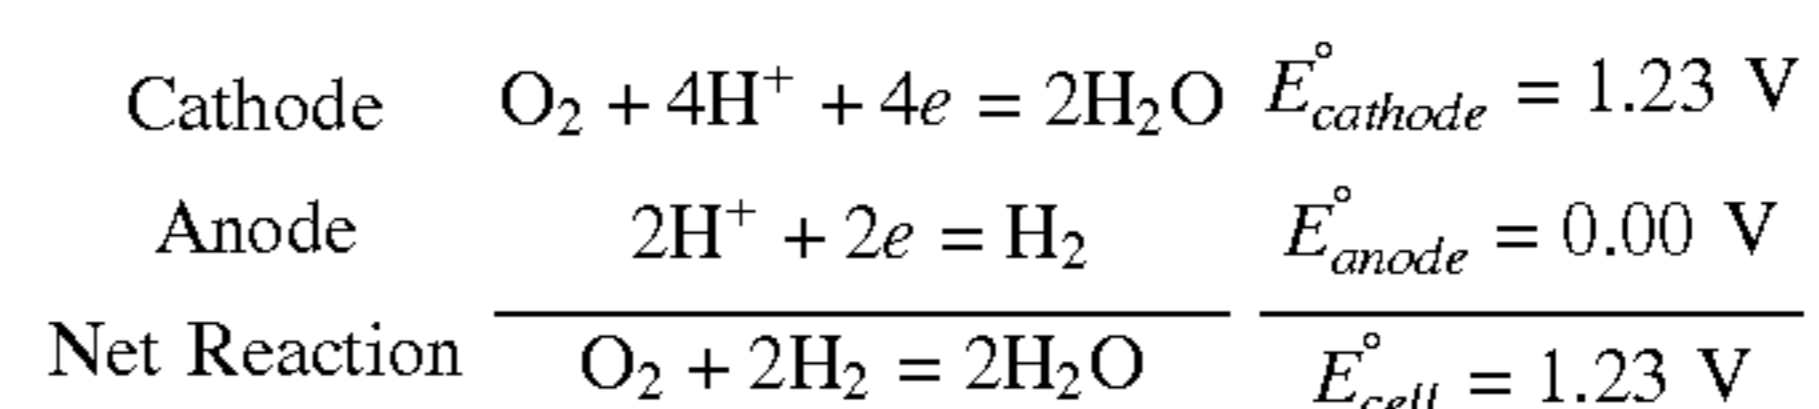 Cathode O₂ + 4H⁺ + 4e = 2H₂O E°cathode = 1.23 V
Anode 2H⁺ + 2e = H₂ E°anode = 0.00 V
Net Reaction O₂ + 2H₂ = 2H₂O E°cell = 1.23 V